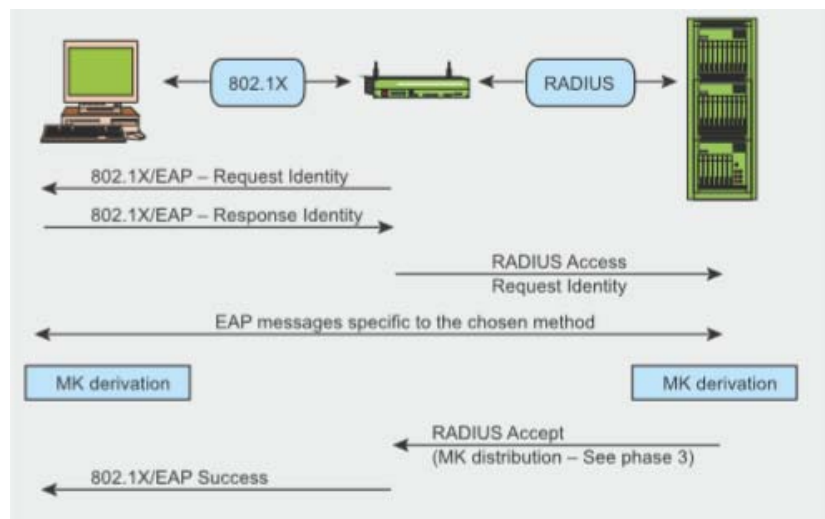 802.1X
RADIUS
802.1X/EAP – Request Identity
802.1X/EAP – Response Identity
RADIUS Access
Request Identity
EAP messages specific to the chosen method
MK derivation
MK derivation
RADIUS Accept
(MK distribution – See phase 3)
802.1X/EAP Success